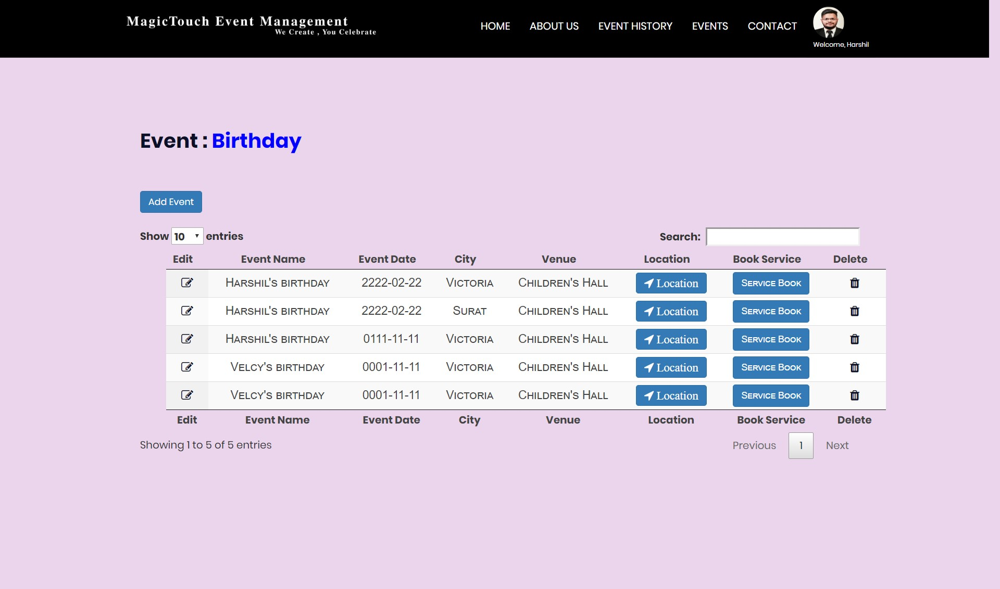 MagicTouch Event Management
We Create , You Celebrate
HOME ABOUT US EVENT HISTORY EVENTS CONTACT
Welcome, Harshil
Event : Birthday
Add Event
Show 10 entries Search:
Edit Event Name Event Date City Venue Location Book Service Delete
Harshil's birthday 2222-02-22 Victoria Children's Hall Location Service Book
Harshil's birthday 2222-02-22 Surat Children's Hall Location Service Book
Harshil's birthday 0111-11-11 Victoria Children's Hall Location Service Book
Velcy's birthday 0001-11-11 Victoria Children's Hall Location Service Book
Velcy's birthday 0001-11-11 Victoria Children's Hall Location Service Book
Edit Event Name Event Date City Venue Location Book Service Delete
Showing 1 to 5 of 5 entries Previous 1 Next